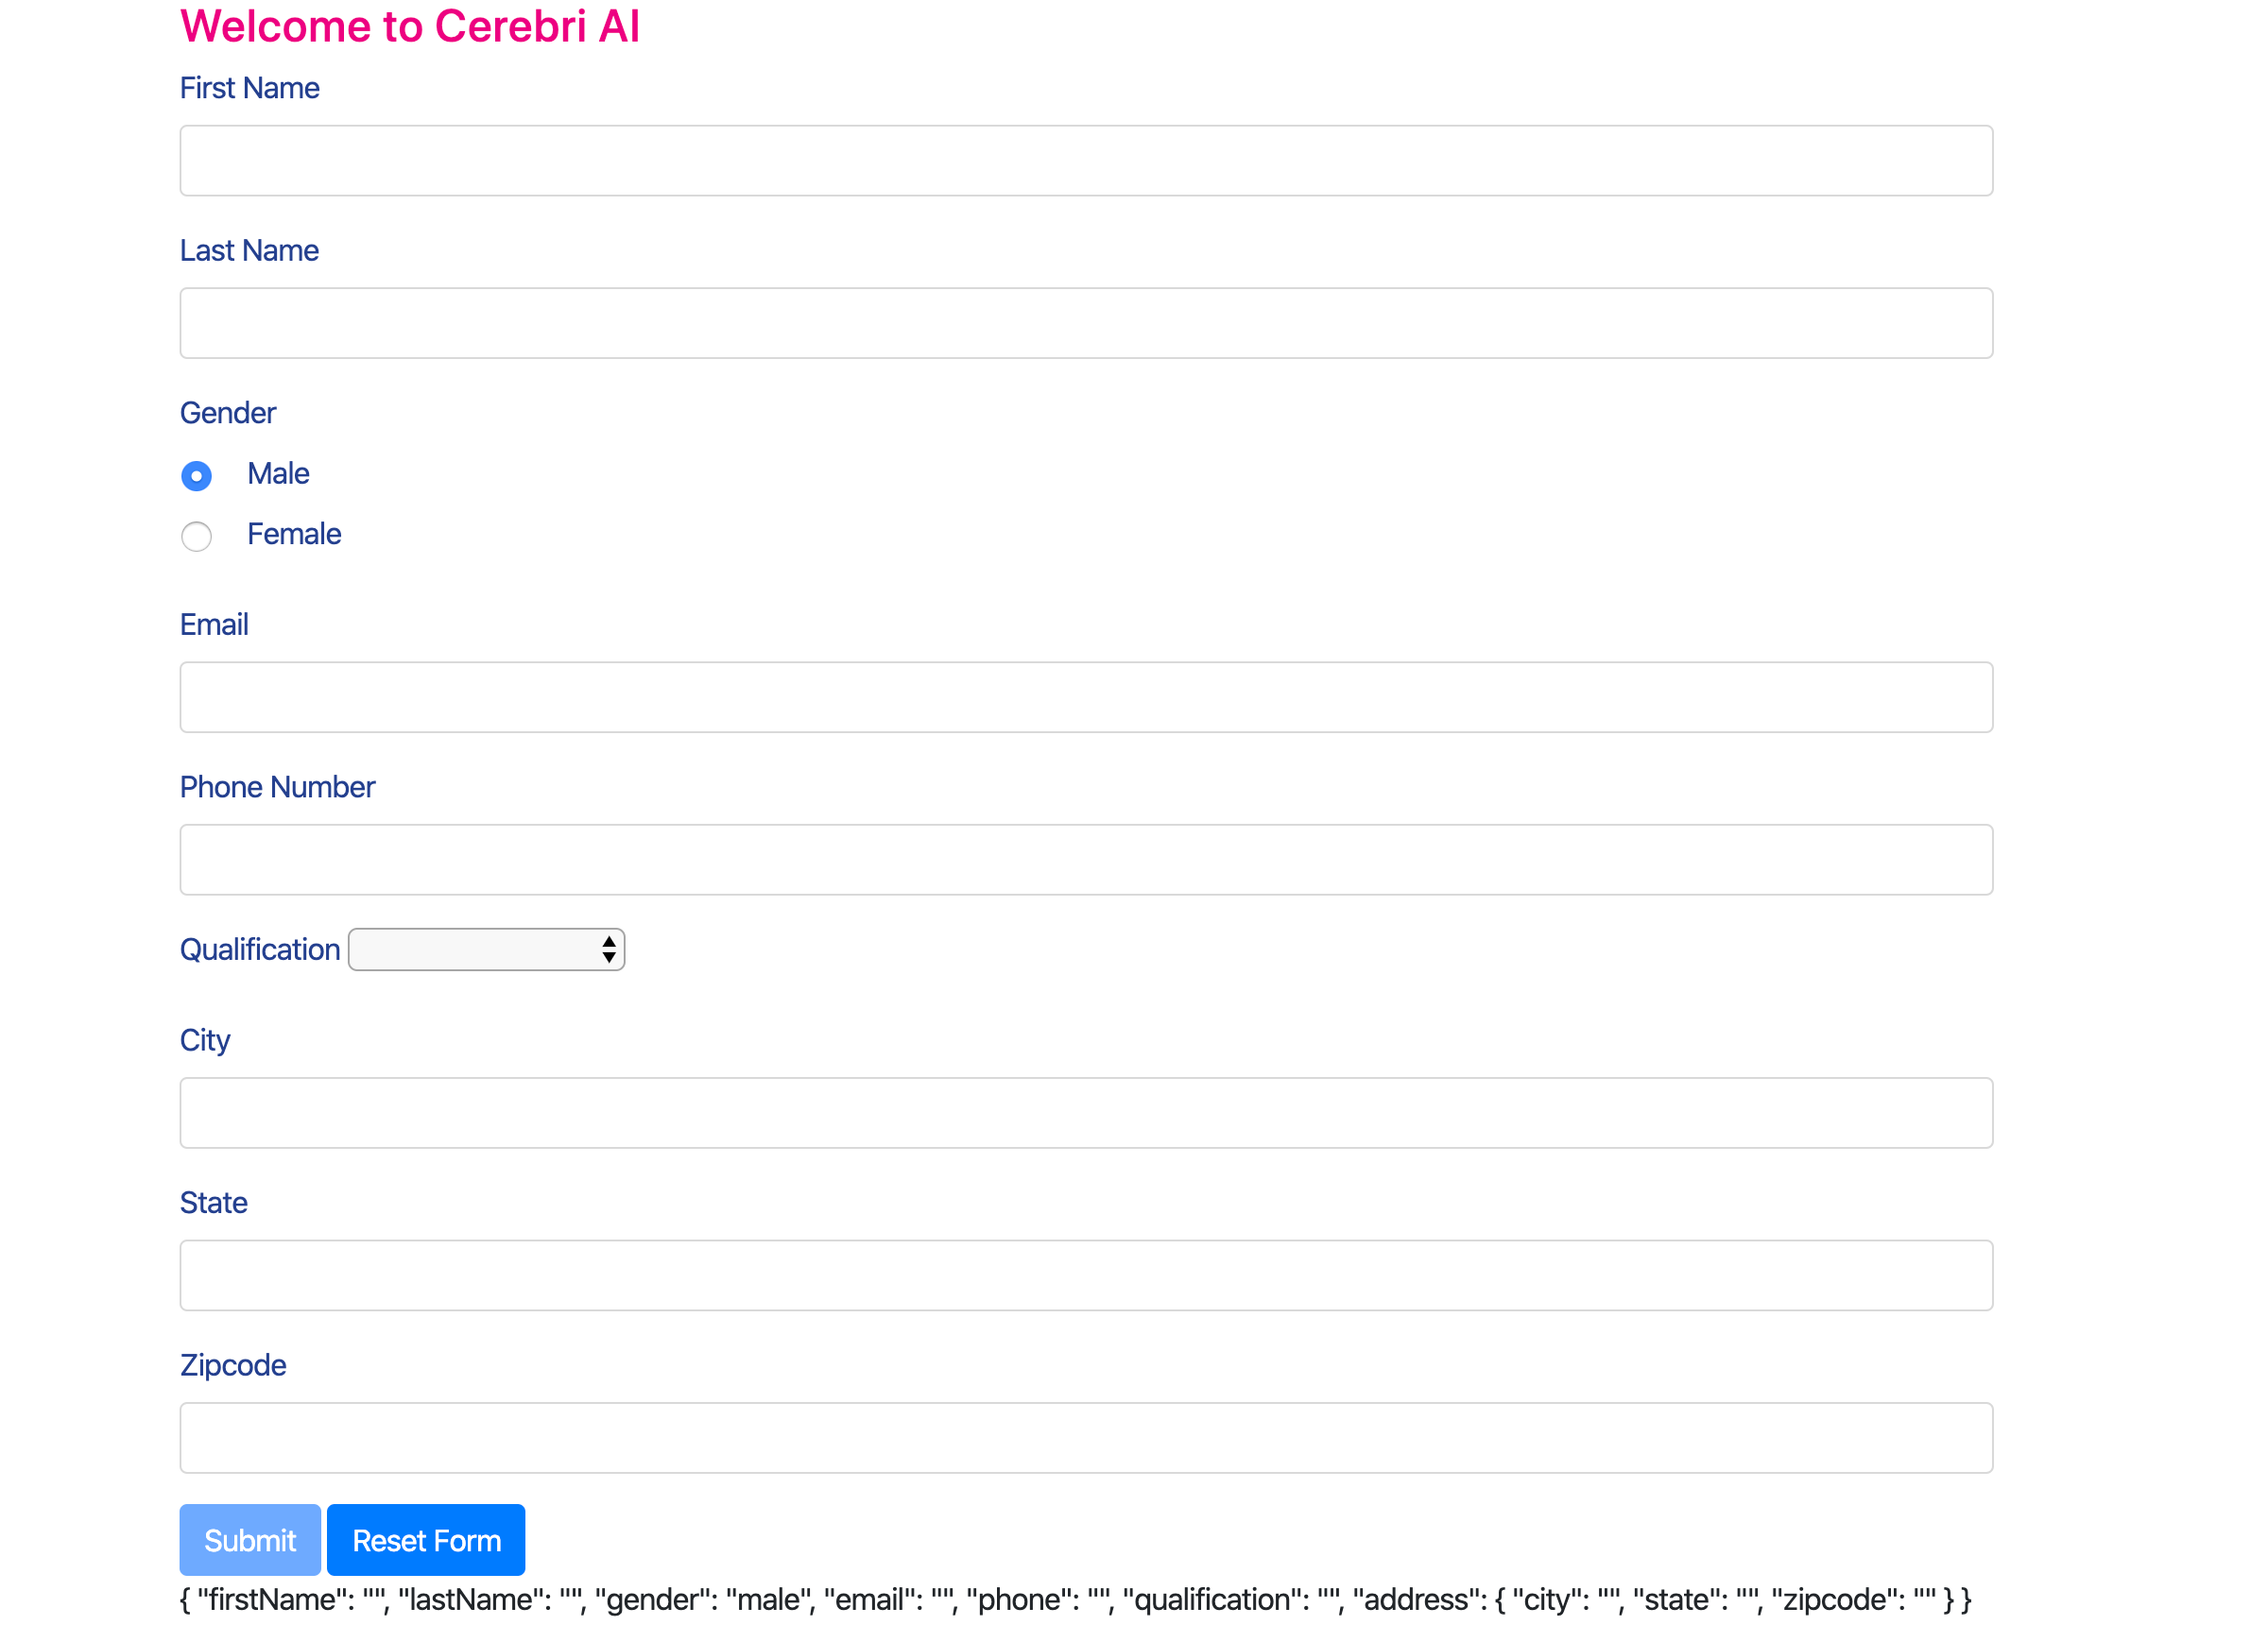 Welcome to Cerebri AI
First Name
Last Name
Gender
Male
Female
Email
Phone Number
Qualification
City
State
Zipcode
Submit Reset Form
{ "firstName": "", "lastName": "", "gender": "male", "email": "", "phone": "", "qualification": "", "address": { "city": "", "state": "", "zipcode": "" } }